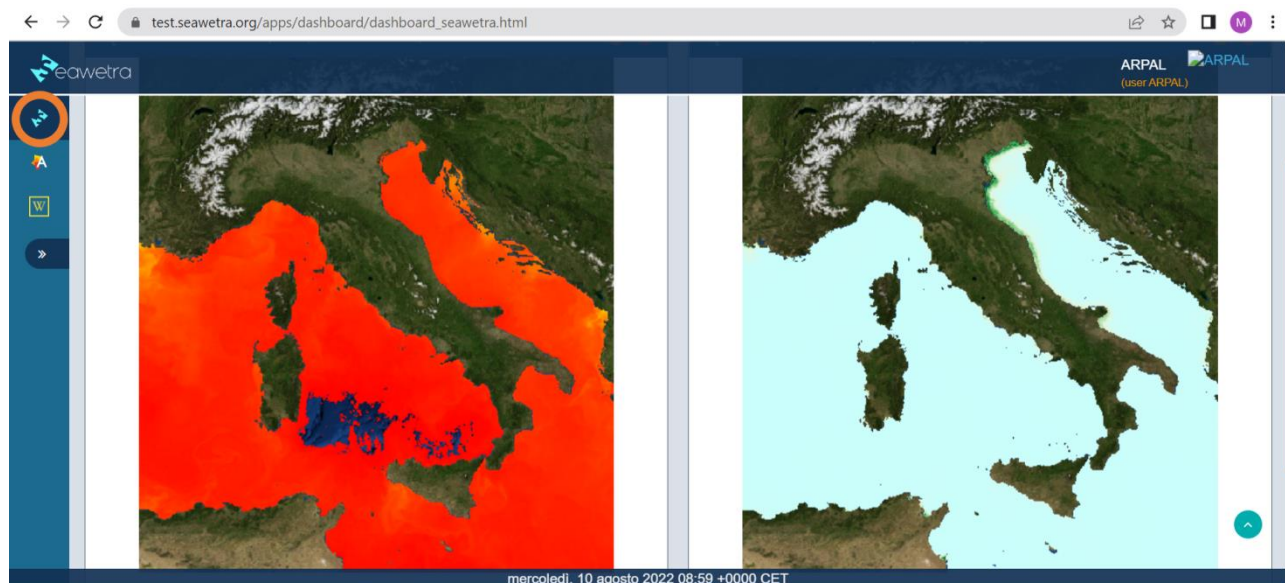 test.seawetra.org/apps/dashboard/dashboard_seawetra.html
M
eawetra
ARPAL
ARPAL
(user ARPAL)
A
W
mercoledì, 10 agosto 2022 08:59 +0000 CET